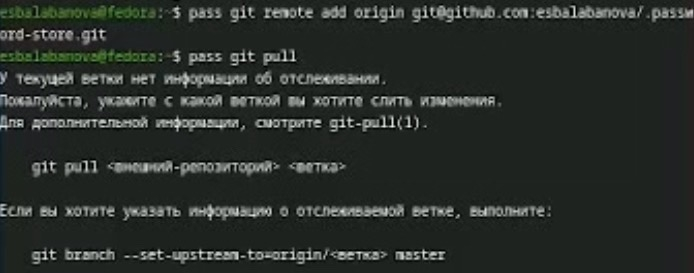 esbalabanova@fedora:~$ pass git remote add origin git@github.com:esbalabanova/.passw
ord-store.git
esbalabanova@fedora:~$ pass git pull
У текущей ветки нет информации об отслеживании.
Пожалуйста, укажите с какой веткой вы хотите слить изменения.
Для дополнительной информации, смотрите git-pull(1).
git pull <внешний-репозиторий> <ветка>
Если вы хотите указать информацию о отслеживаемой ветке, выполните:
git branch --set-upstream-to=origin/<ветка> master